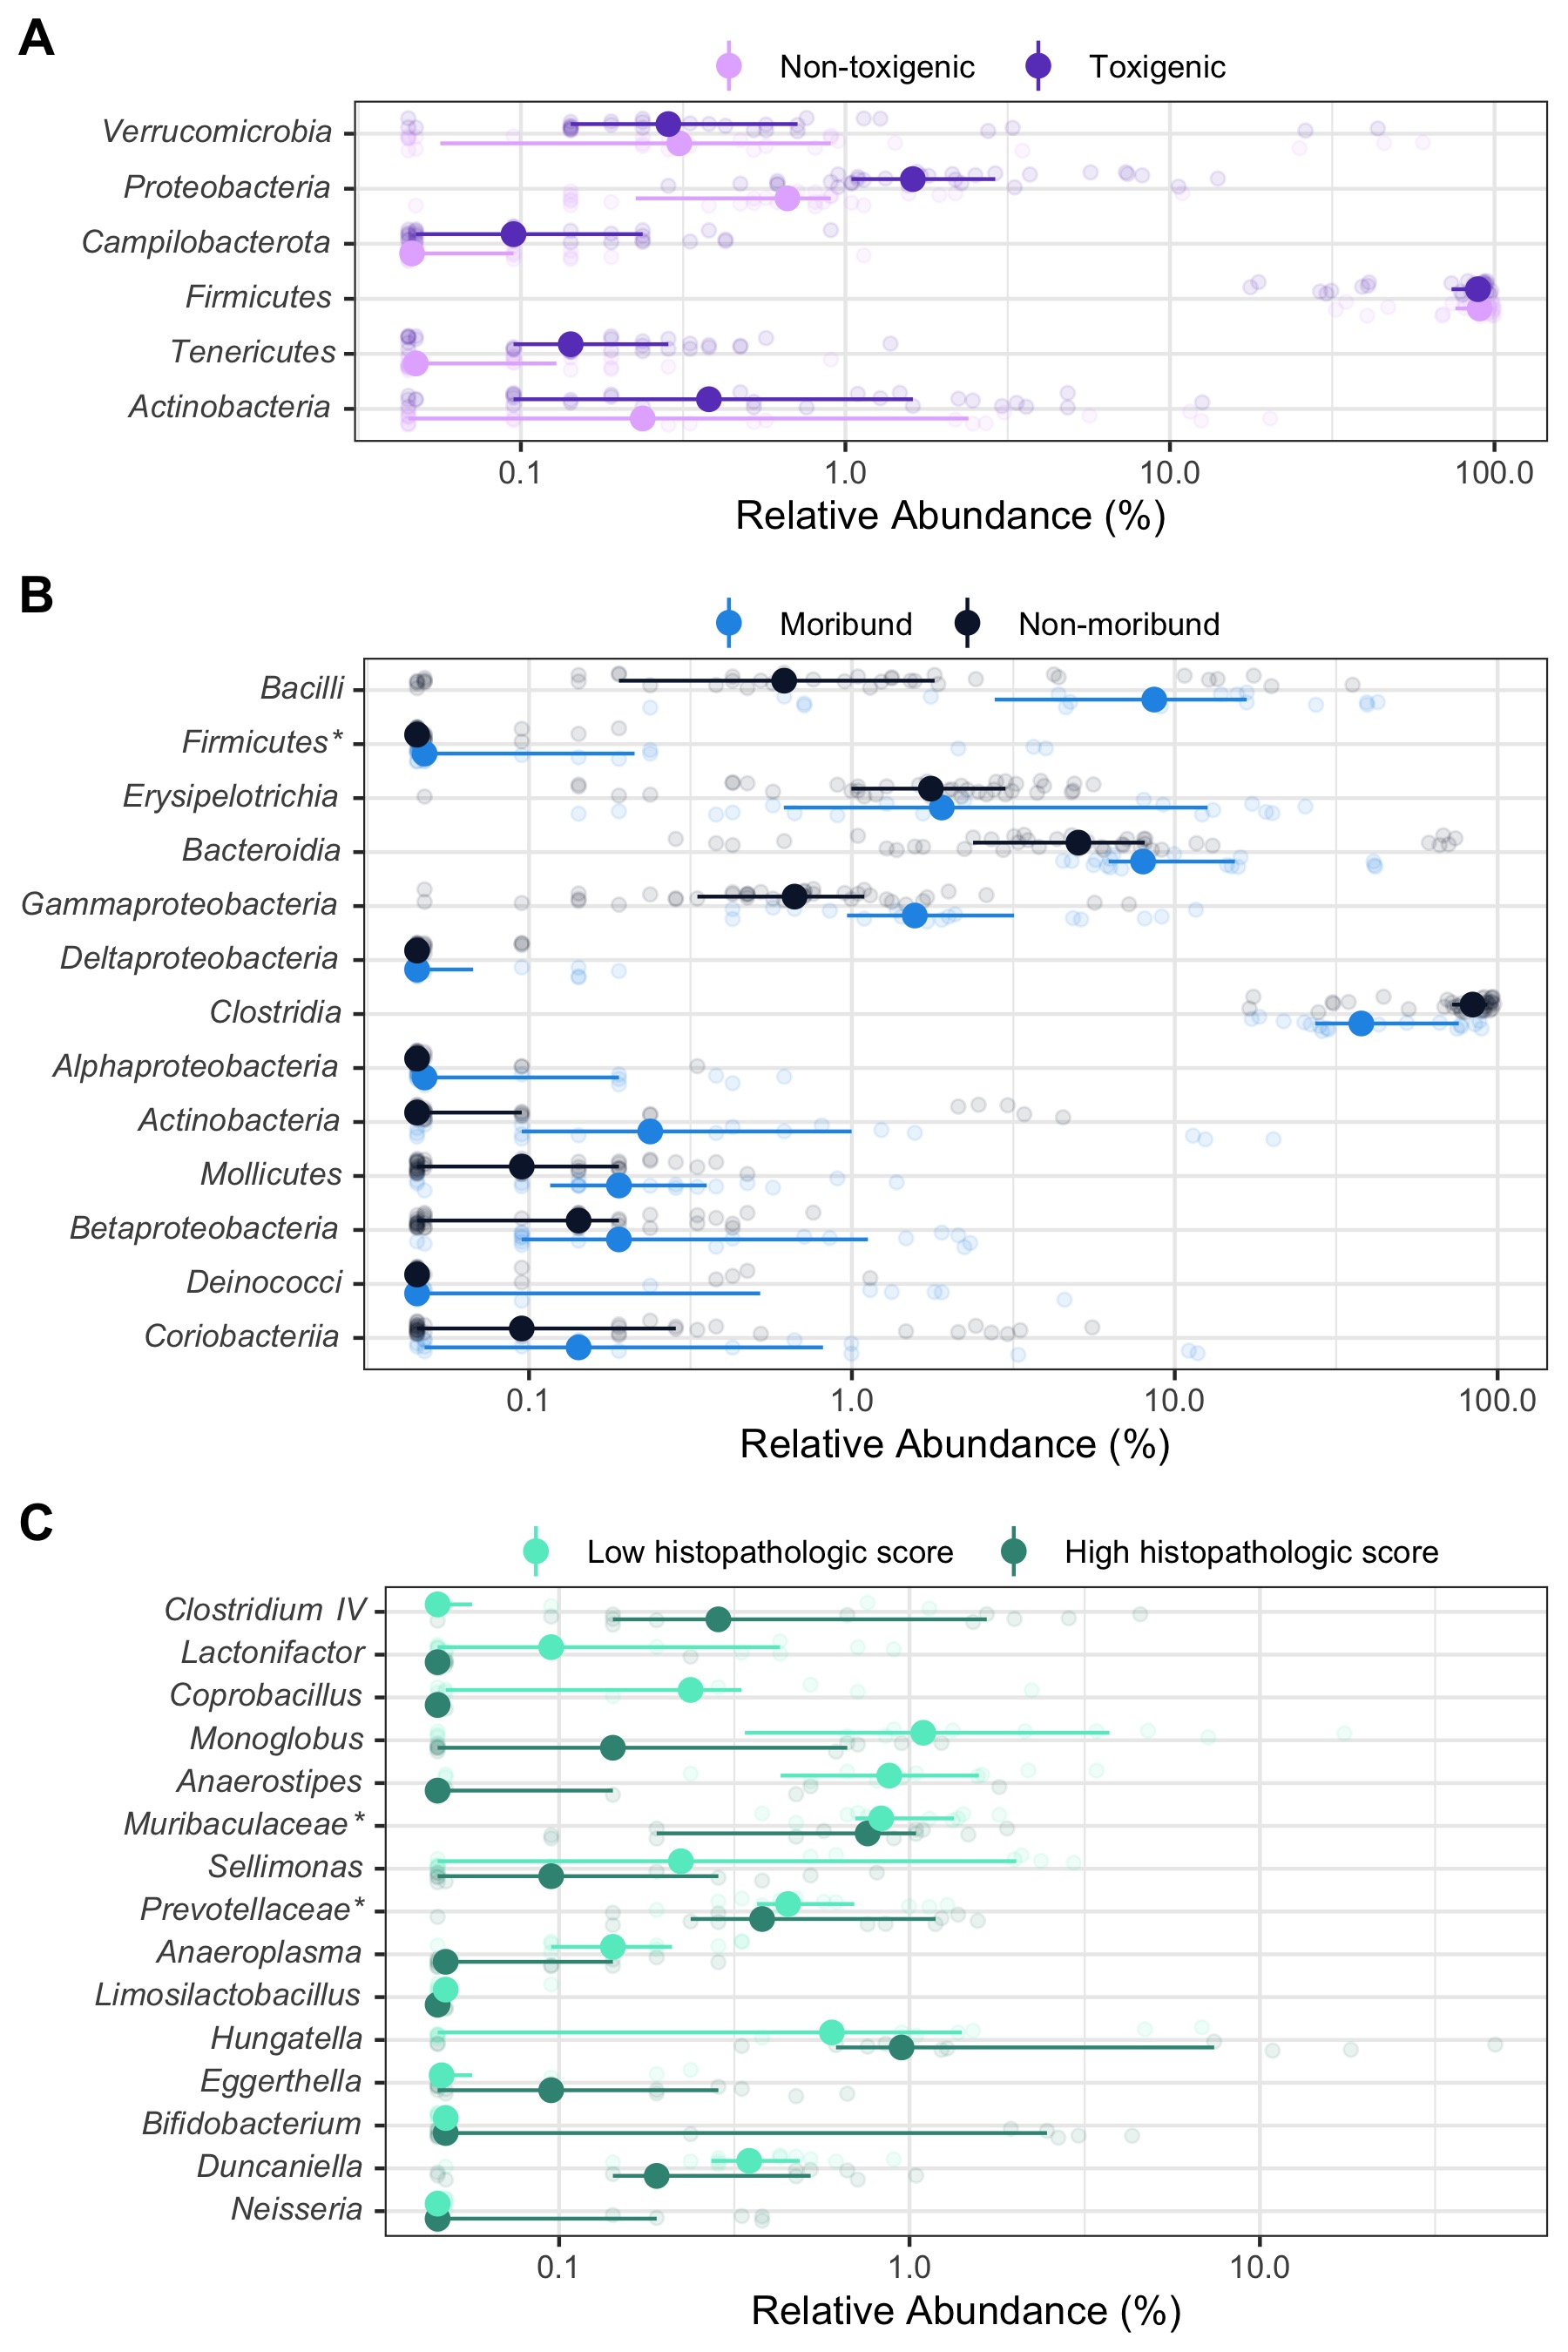 A
Non-toxigenic Toxigenic
Verrucomicrobia
Proteobacteria
Campilobacterota
Firmicutes
Tenericutes
Actinobacteria
0.1 1.0 10.0 100.0
Relative Abundance (%)
B
Moribund Non-moribund
Bacilli
Firmicutes*
Erysipelotrichia
Bacteroidia
Gammaproteobacteria
Deltaproteobacteria
Clostridia
Alphaproteobacteria
Actinobacteria
Mollicutes
Betaproteobacteria
Deinococci
Coriobacteriia
0.1 1.0 10.0 100.0
Relative Abundance (%)
C
Low histopathologic score High histopathologic score
Clostridium IV
Lactonifactor
Coprobacillus
Monoglobus
Anaerostipes
Muribaculaceae*
Sellimonas
Prevotellaceae*
Anaeroplasma
Limosilactobacillus
Hungatella
Eggerthella
Bifidobacterium
Duncaniella
Neisseria
0.1 1.0 10.0
Relative Abundance (%)